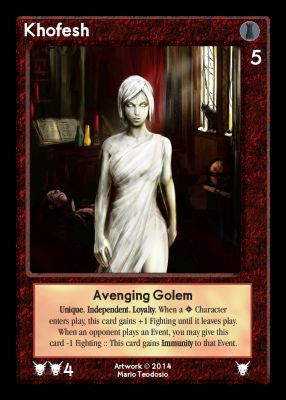 Khofesh
5
Avenging Golem
Unique. Independent. Loyalty. When a Character
enters play, this card gains +1 Fighting until it leaves play.
When an opponent plays an Event, you may give this
card -1 Fighting :: This card gains Immunity to that Event.
4
Artwork © 2014
Mario Teodosio